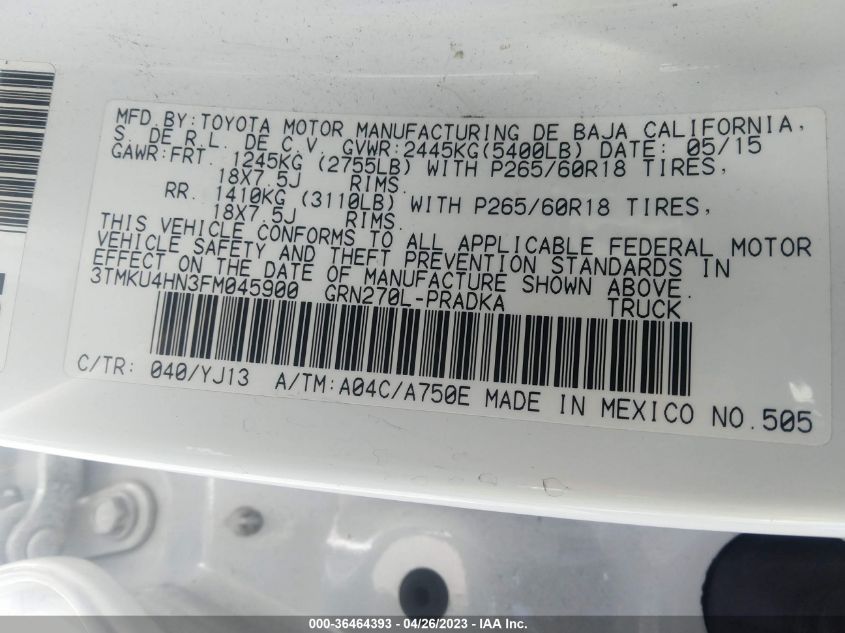 MFD.BY:TOYOTA MOTOR MANUFACTURING DE BAJA CALIFORNIA,
S. DE R.L. DE C.V. GVWR:2445KG(5400LB) DATE: 05/15
GAWR:FRT. 1245KG (2755LB) WITH P265/60R18 TIRES,
18X7.5J RIMS.
RR. 1410KG (3110LB) WITH P265/60R18 TIRES,
18X7.5J RIMS.
THIS VEHICLE CONFORMS TO ALL APPLICABLE FEDERAL MOTOR
VEHICLE SAFETY AND THEFT PREVENTION STANDARDS IN
EFFECT ON THE DATE OF MANUFACTURE SHOWN ABOVE.
3TMKU4HN3FM045900 GRN270L-PRADKA TRUCK
C/TR: 040/YJ13 A/TM:A04C/A750E MADE IN MEXICO NO.505
000-36464393 - 04/26/2023 - IAA Inc.